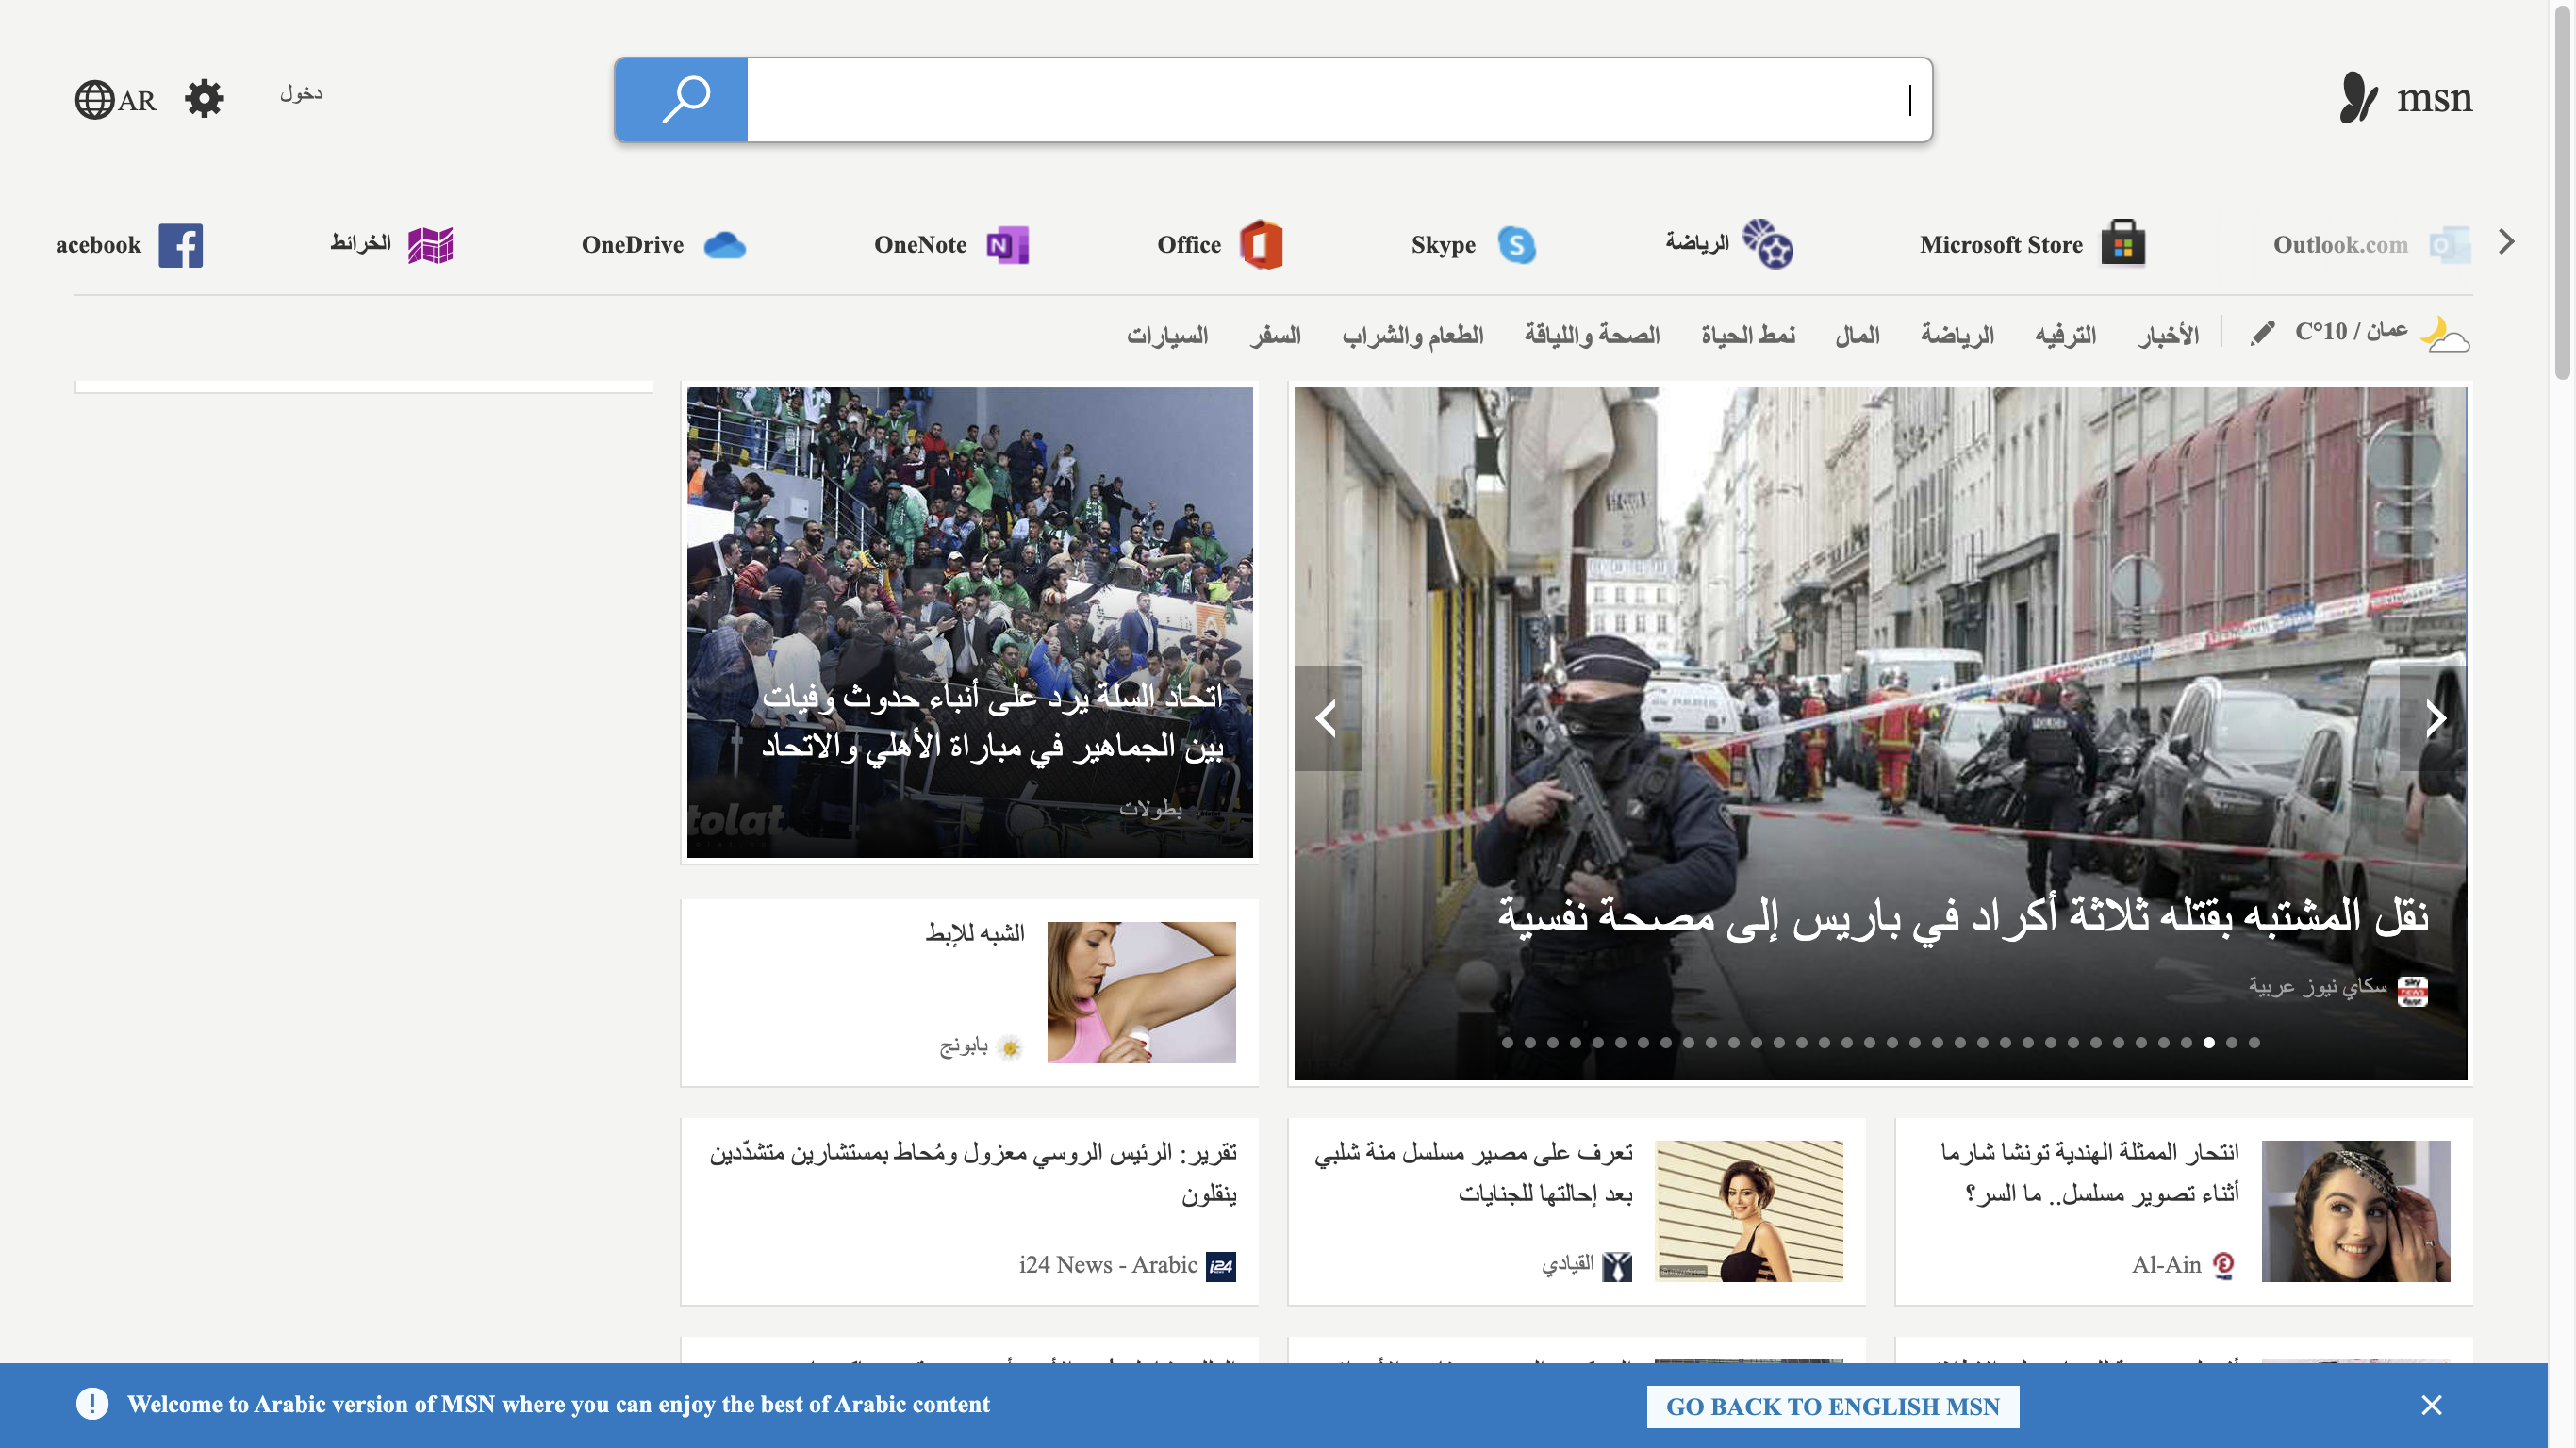 msn
دخول
AR
Outlook.com
Microsoft Store
الرياضة
Skype
Office
OneNote
OneDrive
الخرائط
acebook
عمان / 10°C
الأخبار
الترفيه
الرياضة
المال
نمط الحياة
الصحة واللياقة
الطعام والشراب
السفر
السيارات
نقل المشتبه بقتله ثلاثة أكراد في باريس إلى مصحة نفسية
سكاي نيوز عربية
اتحاد السلة يرد على أنباء حدوث وفيات
بين الجماهير في مباراة الأهلي والاتحاد
بطولات
الشبه للإبط
بابونج
انتحار الممثلة الهندية تونشا شارما
أثناء تصوير مسلسل.. ما السر؟
Al-Ain
تعرف على مصير مسلسل منة شلبي
بعد إحالتها للجنايات
القيادي
تقرير: الرئيس الروسي معزول ومُحاط بمستشارين متشدّدين
ينقلون
i24 News - Arabic
Welcome to Arabic version of MSN where you can enjoy the best of Arabic content
GO BACK TO ENGLISH MSN